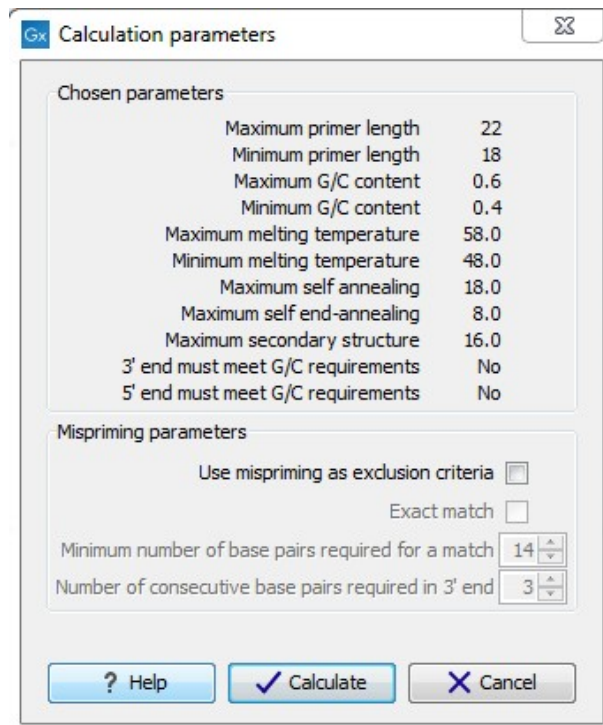 Gx Calculation parameters
Chosen parameters
Maximum primer length 22
Minimum primer length 18
Maximum G/C content 0.6
Minimum G/C content 0.4
Maximum melting temperature 58.0
Minimum melting temperature 48.0
Maximum self annealing 18.0
Maximum self end-annealing 8.0
Maximum secondary structure 16.0
3' end must meet G/C requirements No
5' end must meet G/C requirements No
Mispriming parameters
Use mispriming as exclusion criteria
Exact match
Minimum number of base pairs required for a match 14
Number of consecutive base pairs required in 3' end 3
? Help Calculate Cancel